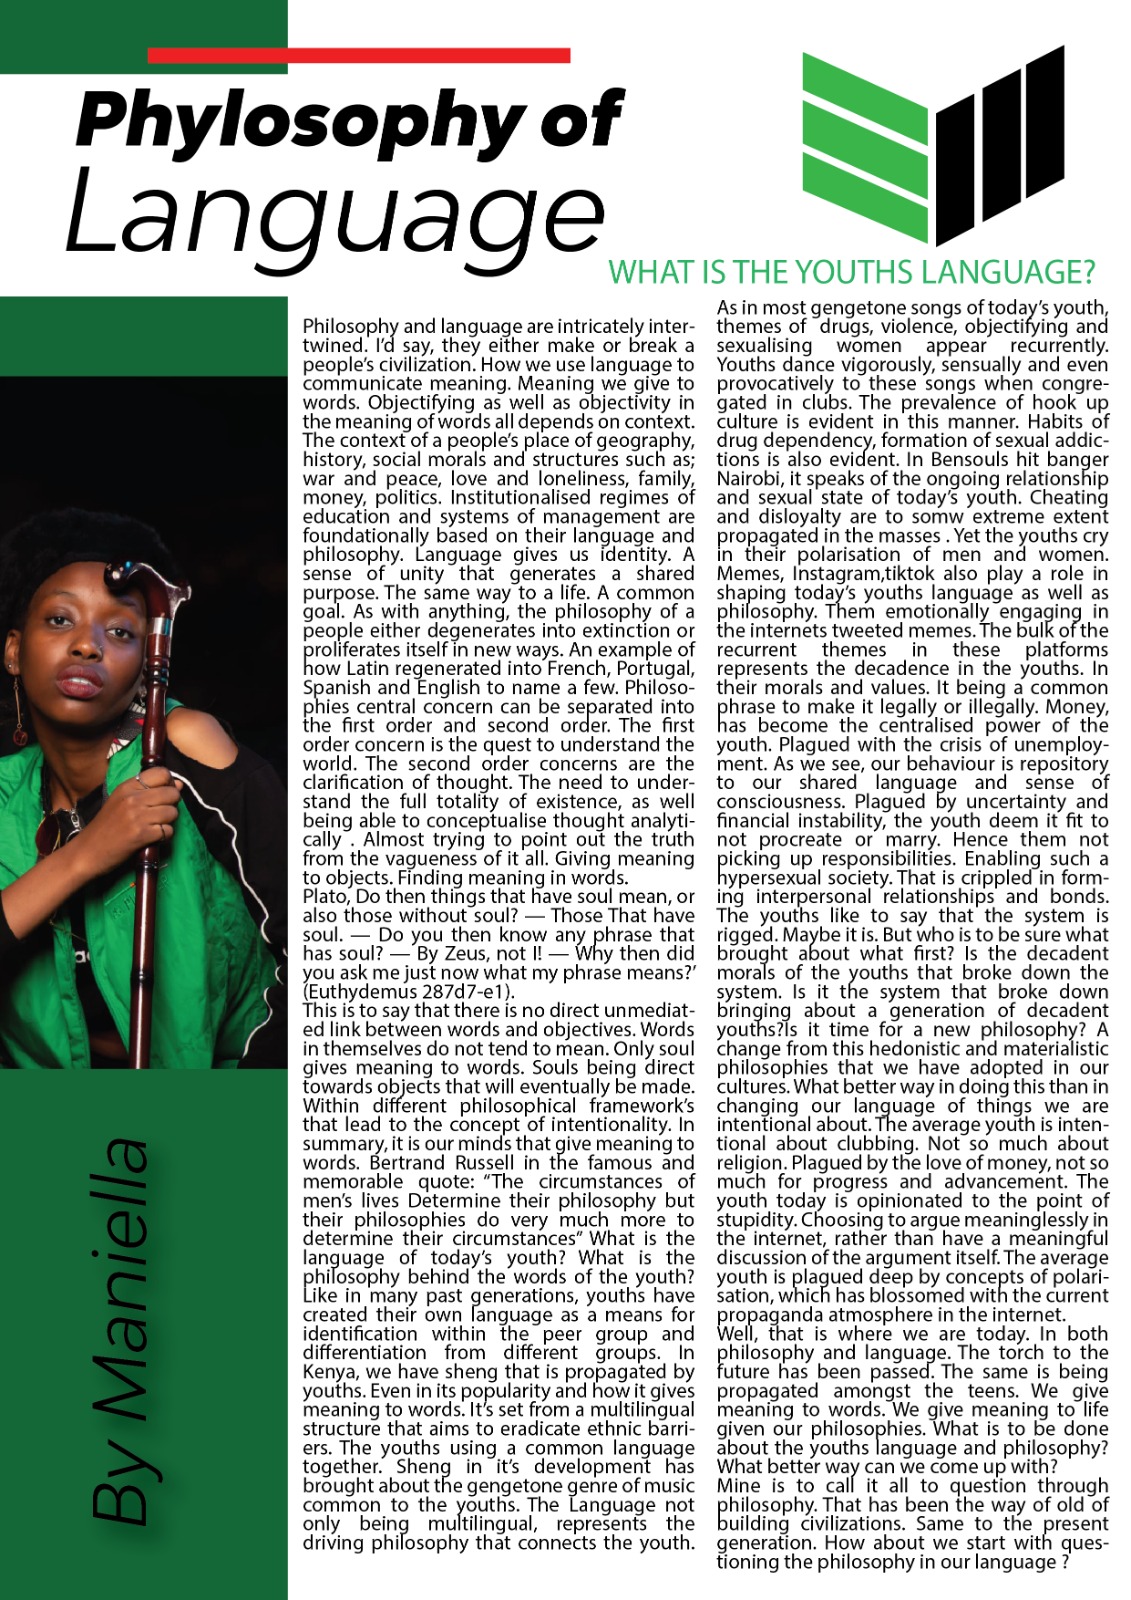 Phylosophy of
Language
WHAT IS THE YOUTHS LANGUAGE?
By Maniella
Philosophy and language are intricately inter-
twined. I'd say, they either make or break a
people's civilization. How we use language to
communicate meaning. Meaning we give to
words. Objectifying as well as objectivity in
the meaning of words all depends on context.
The context of a people's place of geography,
history, social morals and structures such as;
war and peace, love and loneliness, family,
money, politics. Institutionalised regimes of
education and systems of management are
foundationally based on their language and
philosophy. Language gives us identity. A
sense of unity that generates a shared
purpose. The same way to a life. A common
goal. As with anything, the philosophy of a
people either degenerates into extinction or
proliferates itself in new ways. An example of
how Latin regenerated into French, Portugal,
Spanish and English to name a few. Philoso-
phies central concern can be separated into
the first order and second order. The first
order concern is the quest to understand the
world. The second order concerns are the
clarification of thought. The need to under-
stand the full totality of existence, as well
being able to conceptualise thought analyti-
cally . Almost trying to point out the truth
from the vagueness of it all. Giving meaning
to objects. Finding meaning in words.
Plato, Do then things that have soul mean, or
also those without soul? — Those That have
soul. — Do you then know any phrase that
has soul? — By Zeus, not I! — Why then did
you ask me just now what my phrase means?'
(Euthydemus 287d7-e1).
This is to say that there is no direct unmediat-
ed link between words and objectives. Words
in themselves do not tend to mean. Only soul
gives meaning to words. Souls being direct
towards objects that will eventually be made.
Within different philosophical framework's
that lead to the concept of intentionality. In
summary, it is our minds that give meaning to
words. Bertrand Russell in the famous and
memorable quote: "The circumstances of
men's lives Determine their philosophy but
their philosophies do very much more to
determine their circumstances" What is the
language of today's youth? What is the
philosophy behind the words of the youth?
Like in many past generations, youths have
created their own language as a means for
identification within the peer group and
differentiation from different groups. In
Kenya, we have sheng that is propagated by
youths. Even in its popularity and how it gives
meaning to words. It's set from a multilingual
structure that aims to eradicate ethnic barri-
ers. The youths using a common language
together. Sheng in it's development has
brought about the gengetone genre of music
common to the youths. The Language not
only being multilingual, represents the
driving philosophy that connects the youth.
As in most gengetone songs of today's youth,
themes of drugs, violence, objectifying and
sexualising women appear recurrently.
Youths dance vigorously, sensually and even
provocatively to these songs when congre-
gated in clubs. The prevalence of hook up
culture is evident in this manner. Habits of
drug dependency, formation of sexual addic-
tions is also evident. In Bensouls hit banger
Nairobi, it speaks of the ongoing relationship
and sexual state of today's youth. Cheating
and disloyalty are to somw extreme extent
propagated in the masses . Yet the youths cry
in their polarisation of men and women.
Memes, Instagram,tiktok also play a role in
shaping today's youths language as well as
philosophy. Them emotionally engaging in
the internets tweeted memes. The bulk of the
recurrent themes in these platforms
represents the decadence in the youths. In
their morals and values. It being a common
phrase to make it legally or illegally. Money,
has become the centralised power of the
youth. Plagued with the crisis of unemploy-
ment. As we see, our behaviour is repository
to our shared language and sense of
consciousness. Plagued by uncertainty and
financial instability, the youth deem it fit to
not procreate or marry. Hence them not
picking up responsibilities. Enabling such a
hypersexual society. That is crippled in form-
ing interpersonal relationships and bonds.
The youths like to say that the system is
rigged. Maybe it is. But who is to be sure what
brought about what first? Is the decadent
morals of the youths that broke down the
system. Is it the system that broke down
bringing about a generation of decadent
youths?Is it time for a new philosophy? A
change from this hedonistic and materialistic
philosophies that we have adopted in our
cultures. What better way in doing this than in
changing our language of things we are
intentional about. The average youth is inten-
tional about clubbing. Not so much about
religion. Plagued by the love of money, not so
much for progress and advancement. The
youth today is opinionated to the point of
stupidity. Choosing to argue meaninglessly in
the internet, rather than have a meaningful
discussion of the argument itself. The average
youth is plagued deep by concepts of polari-
sation, which has blossomed with the current
propaganda atmosphere in the internet.
Well, that is where we are today. In both
philosophy and language. The torch to the
future has been passed. The same is being
propagated amongst the teens. We give
meaning to words. We give meaning to life
given our philosophies. What is to be done
about the youths language and philosophy?
What better way can we come up with?
Mine is to call it all to question through
philosophy. That has been the way of old of
building civilizations. Same to the present
generation. How about we start with ques-
tioning the philosophy in our language ?